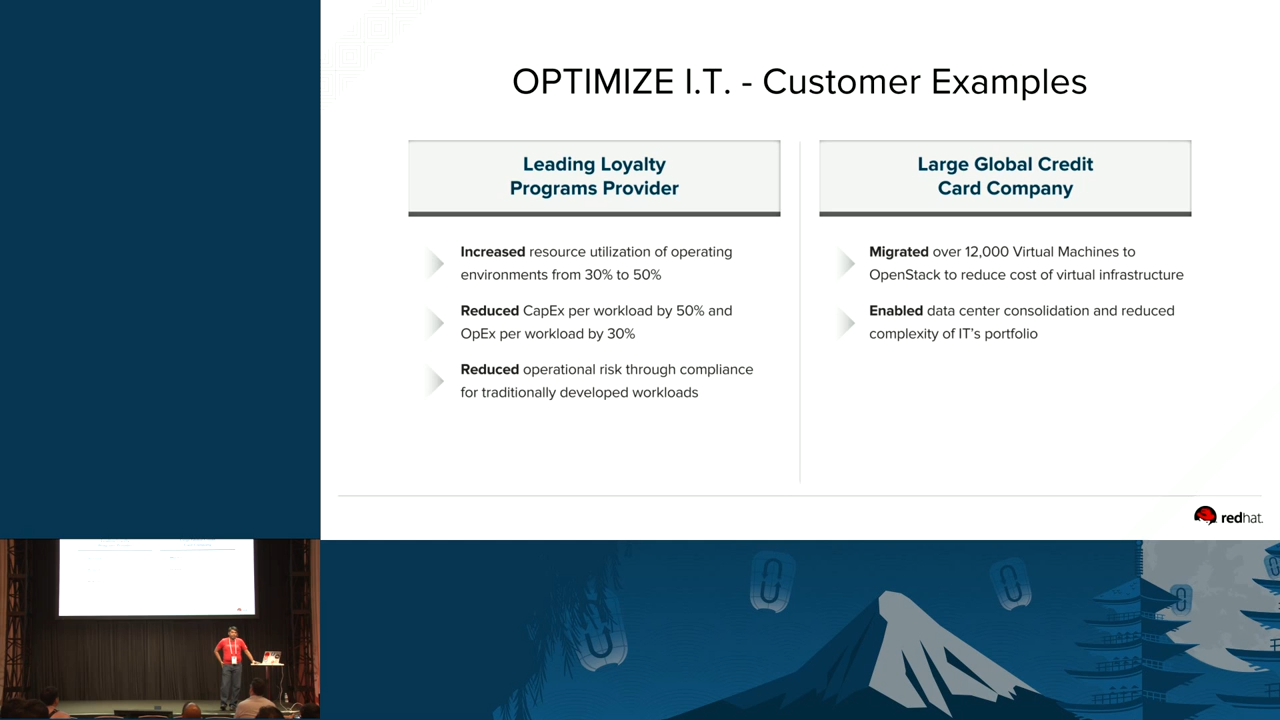 OPTIMIZE I.T. - Customer Examples
Leading Loyalty
Programs Provider
Increased resource utilization of operating
environments from 30% to 50%
Reduced CapEx per workload by 50% and
OpEx per workload by 30%
Reduced operational risk through compliance
for traditionally developed workloads
Large Global Credit
Card Company
Migrated over 12,000 Virtual Machines to
OpenStack to reduce cost of virtual infrastructure
Enabled data center consolidation and reduced
complexity of IT's portfolio
redhat.